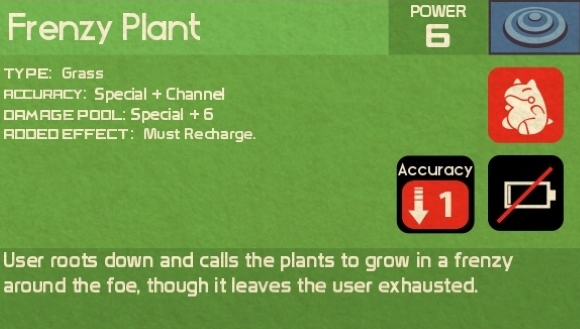 Frenzy Plant
POWER
6
TYPE: Grass
ACCURACY: Special + Channel
DAMAGE POOL: Special + 6
ADDED EFFECT: Must Recharge.
Accuracy
1
User roots down and calls the plants to grow in a frenzy
around the foe, though it leaves the user exhausted.